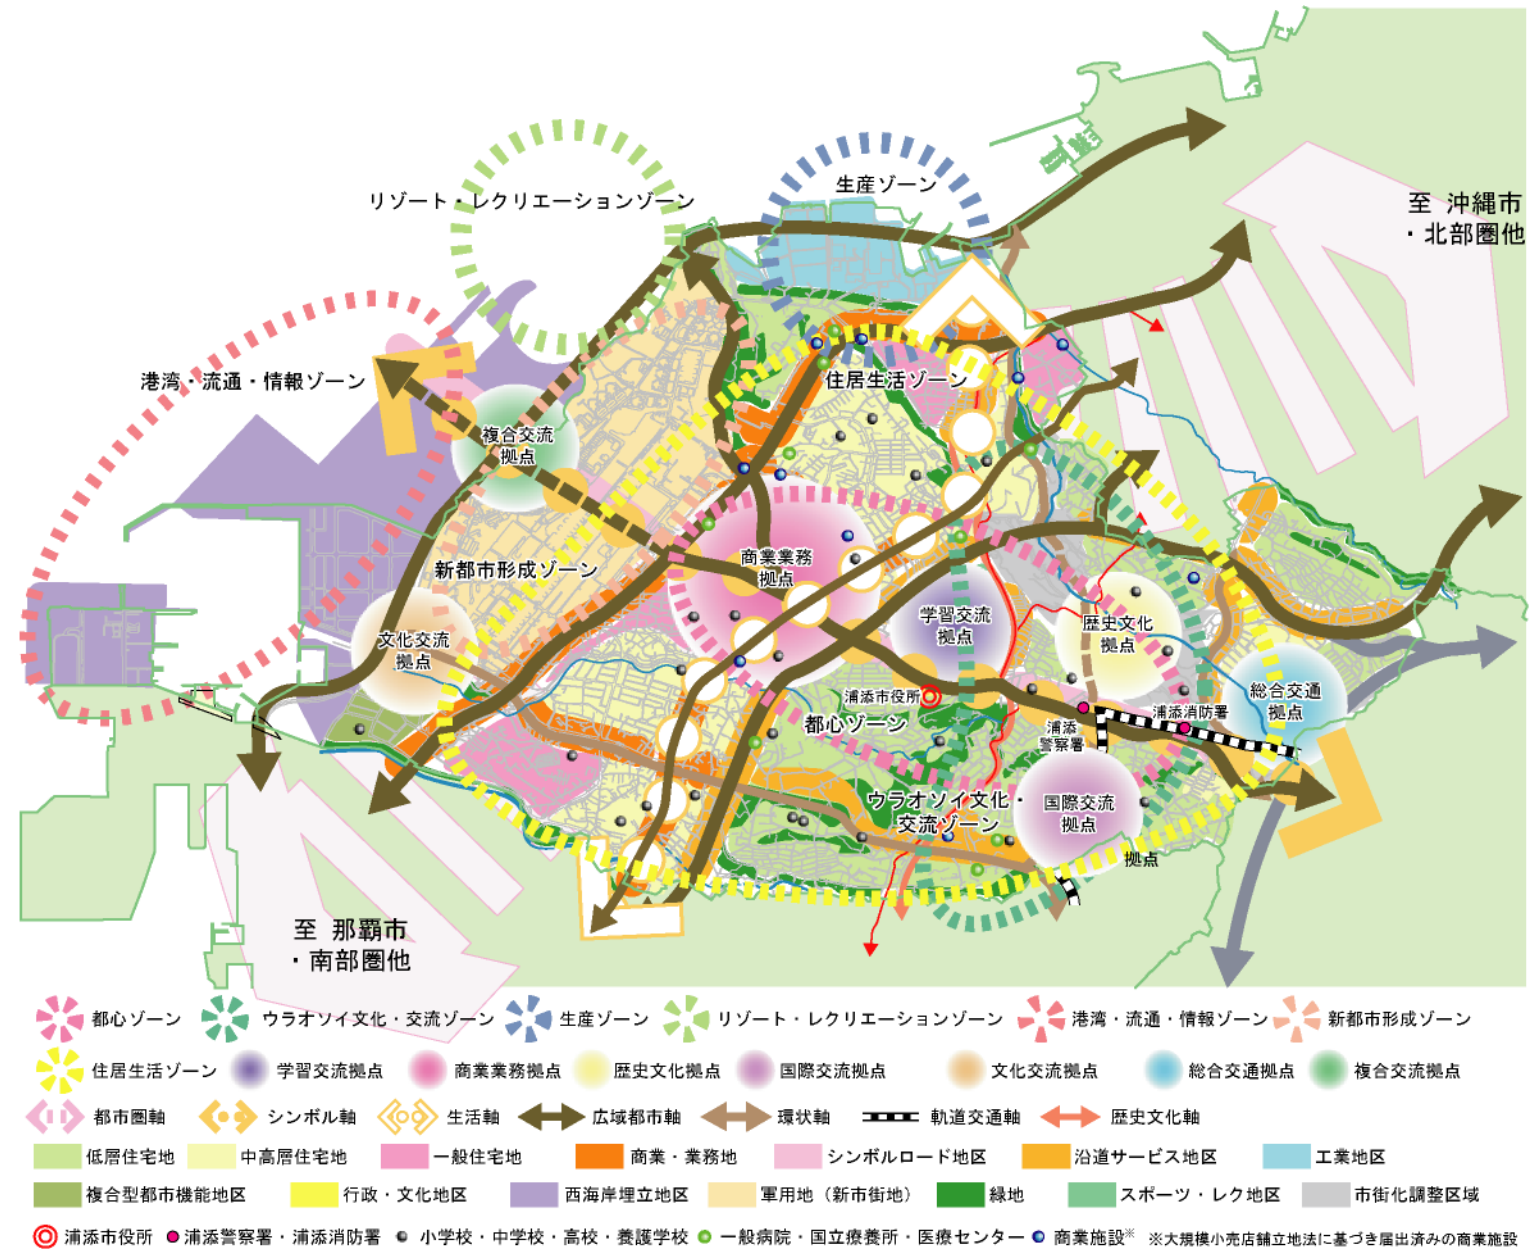 リゾート・レクリエーションゾーン
生産ゾーン
至 沖縄市
・北部圏他
港湾・流通・情報ゾーン
住居生活ゾーン
複合交流
拠点
商業業務
拠点
新都市形成ゾーン
学習交流
拠点
歴史文化
拠点
文化交流
拠点
浦添市役所
総合交通
拠点
都心ゾーン
浦添
警察署
浦添消防署
ウラオソイ文化・
交流ゾーン
国際交流
拠点
拠点
至 那覇市
・南部圏他
都心ゾーン ウラオソイ文化・交流ゾーン 生産ゾーン リゾート・レクリエーションゾーン 港湾・流通・情報ゾーン 新都市形成ゾーン
住居生活ゾーン 学習交流拠点 商業業務拠点 歴史文化拠点 国際交流拠点 文化交流拠点 総合交通拠点 複合交流拠点
都市圏軸 シンボル軸 生活軸 広域都市軸 環状軸 軌道交通軸 歴史文化軸
低層住宅地 中高層住宅地 一般住宅地 商業・業務地 シンボルロード地区 沿道サービス地区 工業地区
複合型都市機能地区 行政・文化地区 西海岸埋立地区 軍用地（新市街地） 緑地 スポーツ・レク地区 市街化調整区域
浦添市役所 浦添警察署・浦添消防署 小学校・中学校・高校・養護学校 一般病院・国立療養所・医療センター 商業施設※ ※大規模小売店舗立地法に基づき届出済みの商業施設